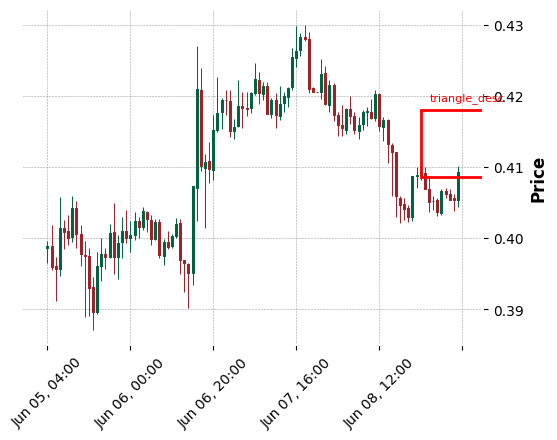 0.43
triangle_desc
0.42
0.41
0.40
0.39
Price
Jun 05, 04:00
Jun 06, 00:00
Jun 06, 20:00
Jun 07, 16:00
Jun 08, 12:00